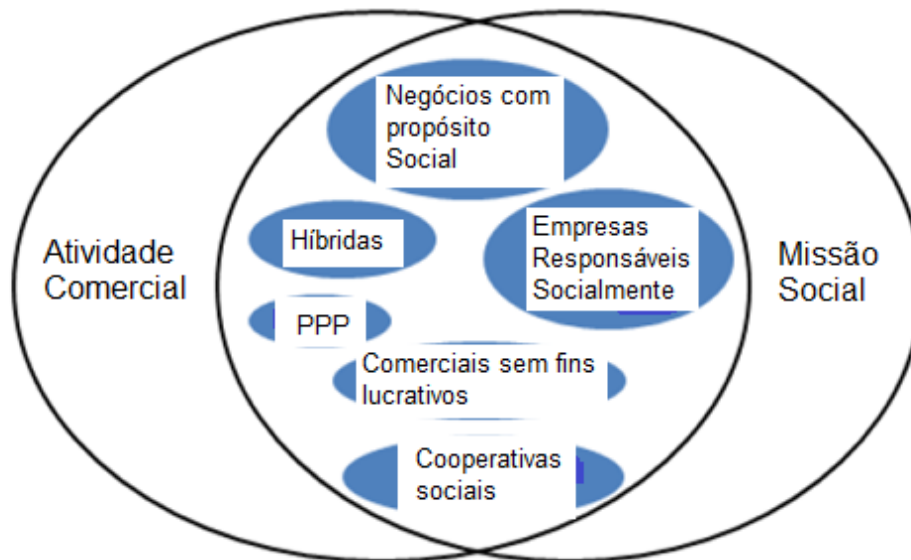 Negócios com
propósito
Social
Híbridas
Empresas
Responsáveis
Socialmente
Atividade
Comercial
Missão
Social
PPP
Comerciais sem fins
lucrativos
Cooperativas
sociais